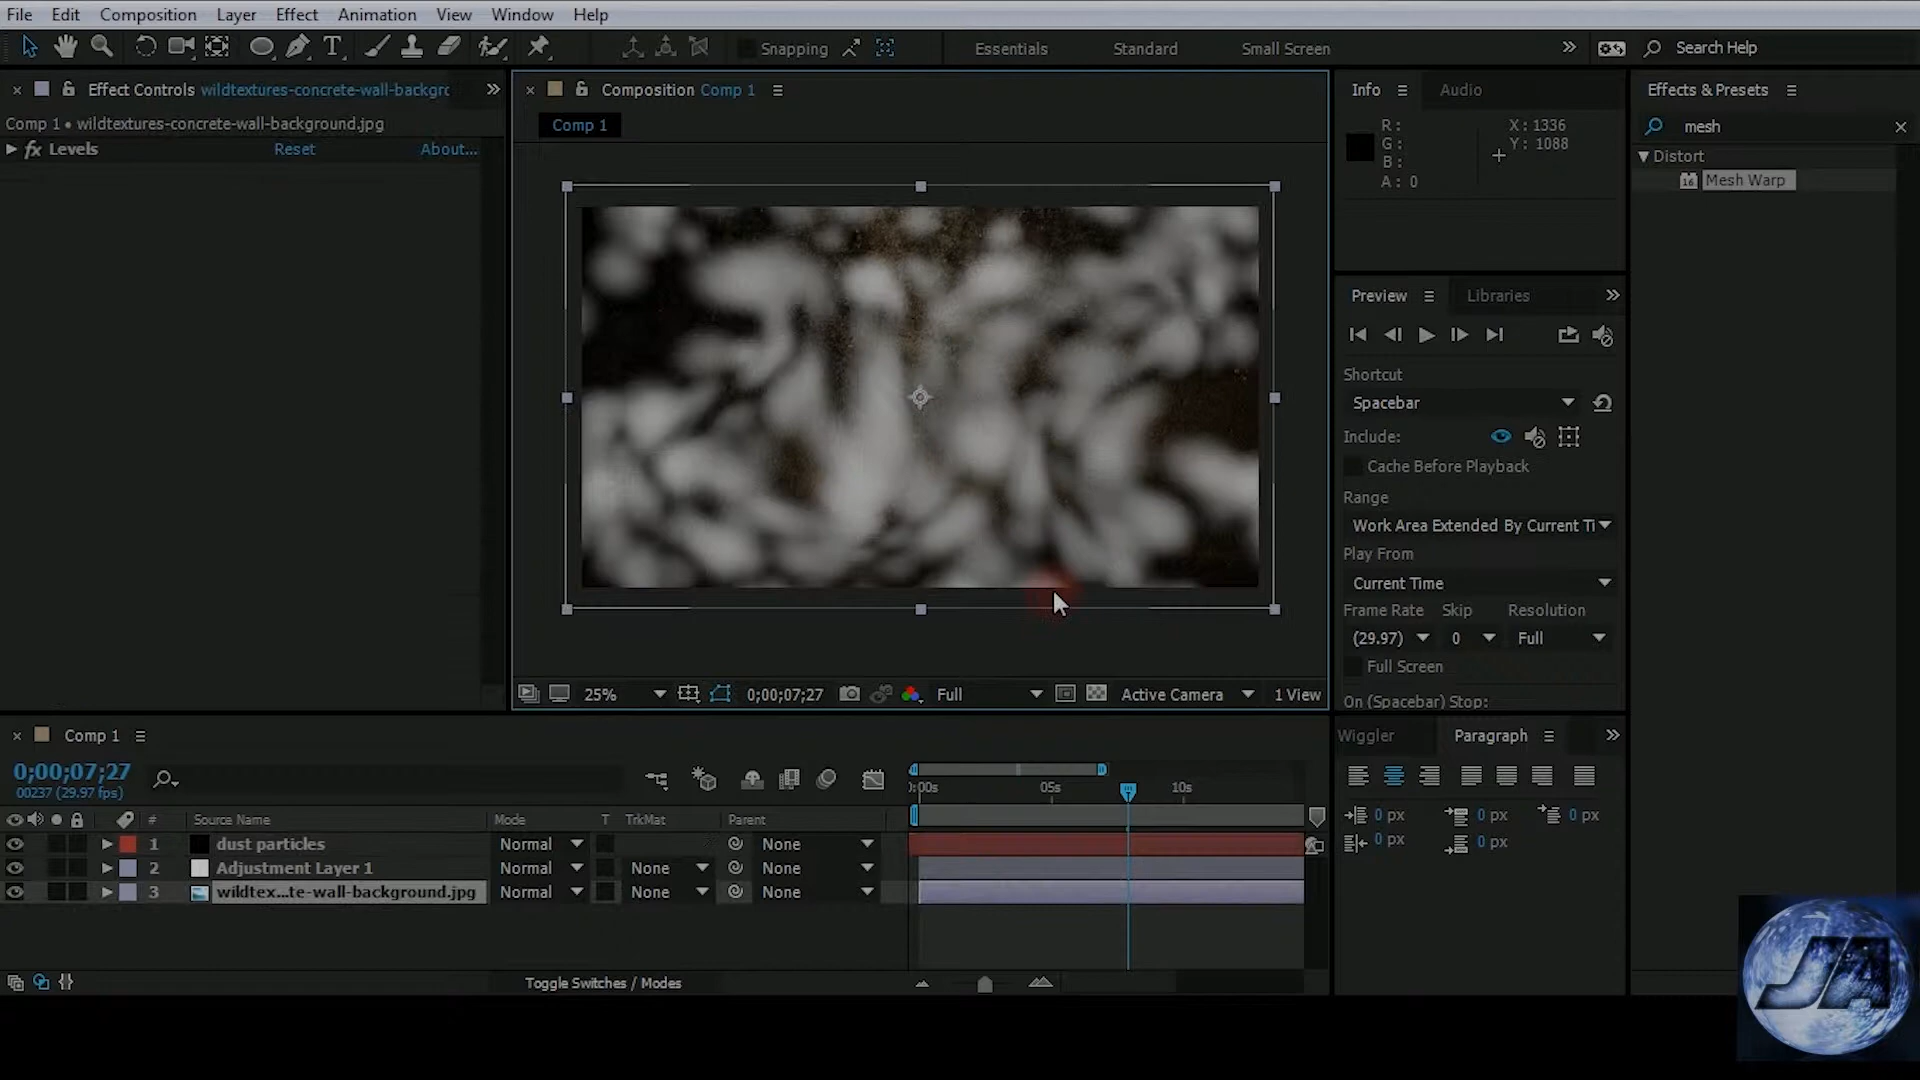 File Edit Composition Layer Effect Animation View Window Help
Snapping Essentials Standard Small Screen Search Help
Effect Controls wildtextures-concrete-wall-backgro
Comp 1 • wildtextures-concrete-wall-background.jpg
fx Levels Reset About...
Composition Comp 1
Comp 1
25% 0;00;07;27 Full Active Camera 1 View
Info Audio
R: X: 1336
G: Y: 1088
B:
A: 0
Effects & Presets
mesh
Distort
16 Mesh Warp
Preview Libraries
Shortcut
Spacebar
Include:
Cache Before Playback
Range
Work Area Extended By Current Ti
Play From
Current Time
Frame Rate Skip Resolution
(29.97) 0 Full
Full Screen
On (Spacebar) Stop:
Comp 1
0;00;07;27
00237 (29.97 fps)
):00s 05s 10s
# Source Name Mode T TrkMat Parent
1 dust particles Normal None
2 Adjustment Layer 1 Normal None None
3 wildtex...te-wall-background.jpg Normal None None
Toggle Switches / Modes
Wiggler Paragraph
0 px 0 px 0 px
0 px 0 px
JA